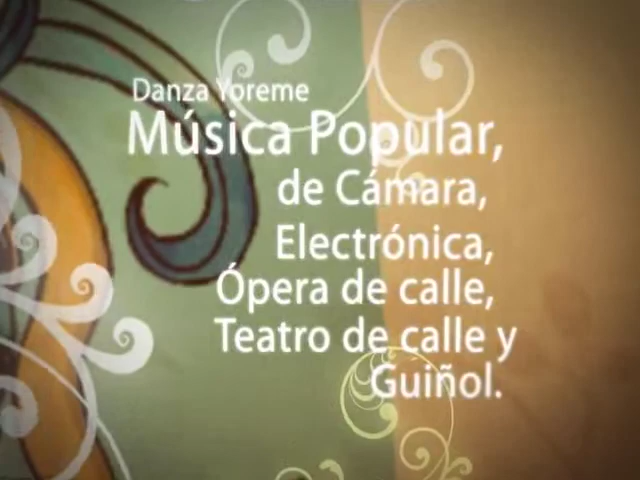 Danza Yoreme
Música Popular,
de Cámara,
Electrónica,
Ópera de calle,
Teatro de calle y
Guiñol.